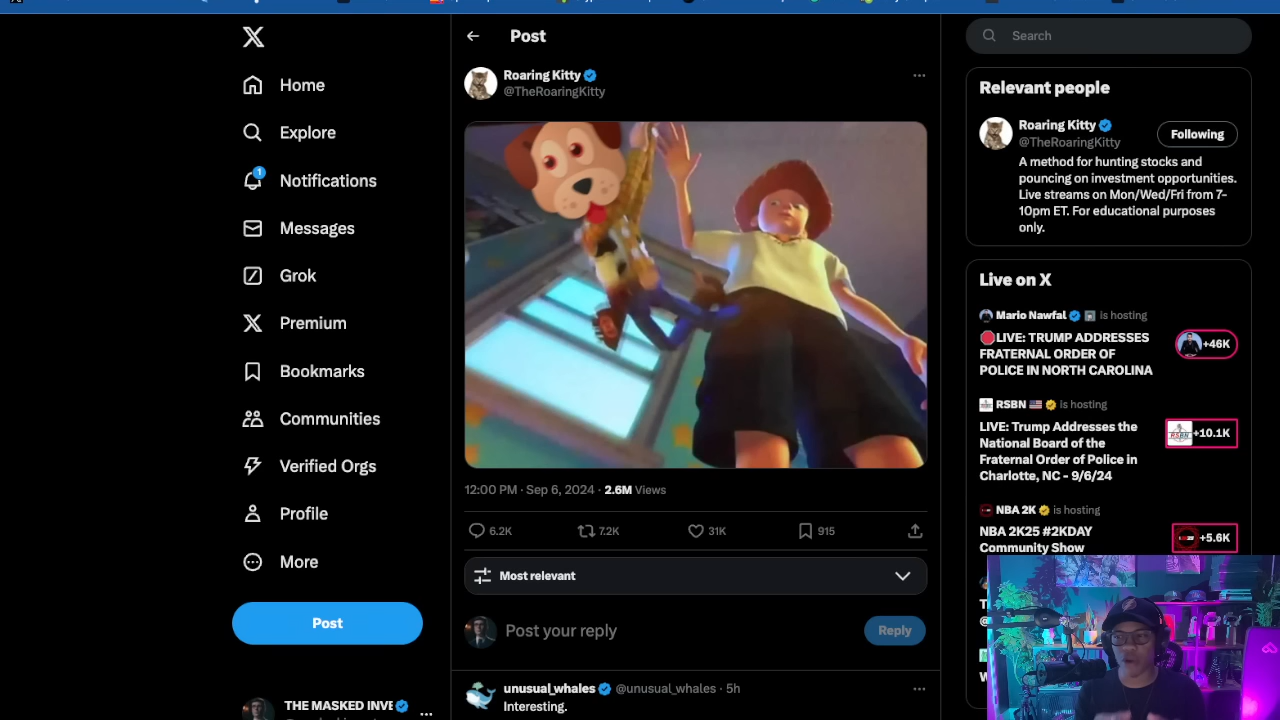 Home
Explore
1
Notifications
Messages
Grok
Premium
Bookmarks
Communities
Verified Orgs
Profile
More
Post
THE MASKED INVE
Post
Roaring Kitty
@TheRoaringKitty
12:00 PM · Sep 6, 2024 · 2.6M Views
6.2K 7.2K 31K 915
Most relevant
Post your reply
Reply
unusual_whales @unusual_whales · 5h
Interesting.
Search
Relevant people
Roaring Kitty
@TheRoaringKitty
Following
A method for hunting stocks and
pouncing on investment opportunities.
Live streams on Mon/Wed/Fri from 7-
10pm ET. For educational purposes
only.
Live on X
Mario Nawfal is hosting
LIVE: TRUMP ADDRESSES
FRATERNAL ORDER OF
POLICE IN NORTH CAROLINA
+46K
RSBN is hosting
LIVE: Trump Addresses the
National Board of the
Fraternal Order of Police in
Charlotte, NC - 9/6/24
RSBN +10.1K
NBA 2K is hosting
NBA 2K25 #2KDAY
Community Show
+5.6K